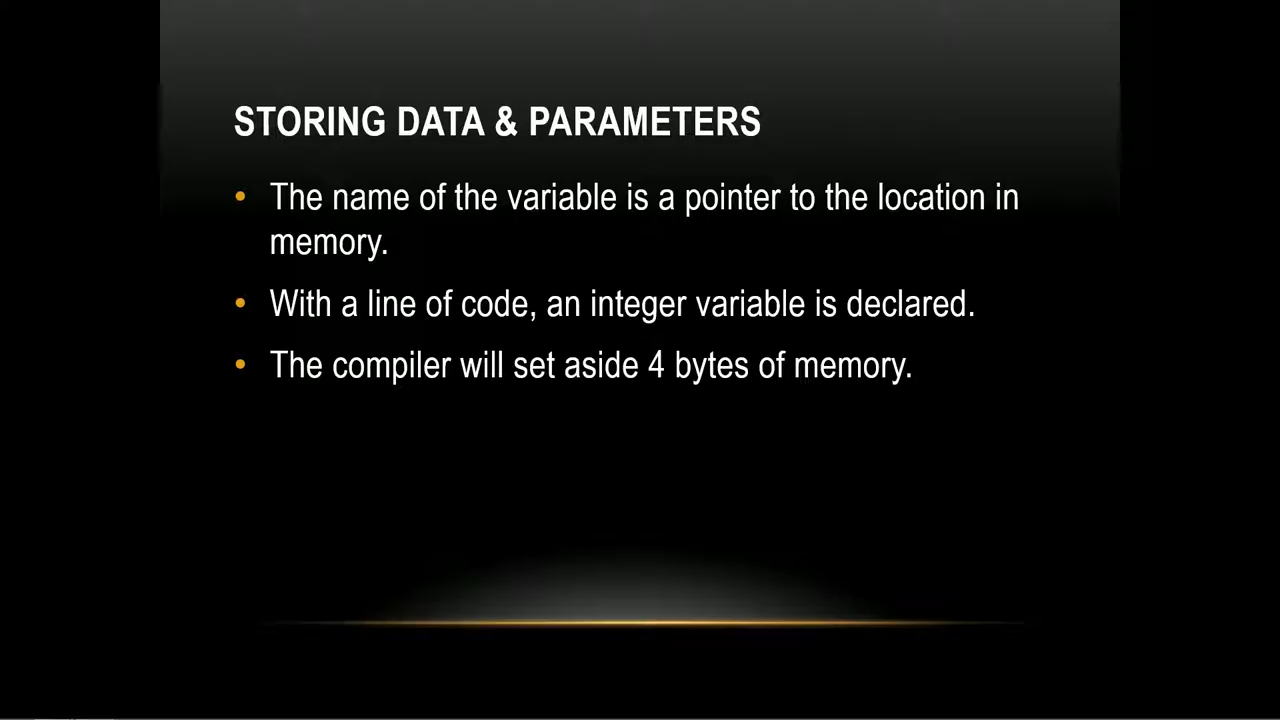 STORING DATA & PARAMETERS
• The name of the variable is a pointer to the location in
memory.
• With a line of code, an integer variable is declared.
• The compiler will set aside 4 bytes of memory.